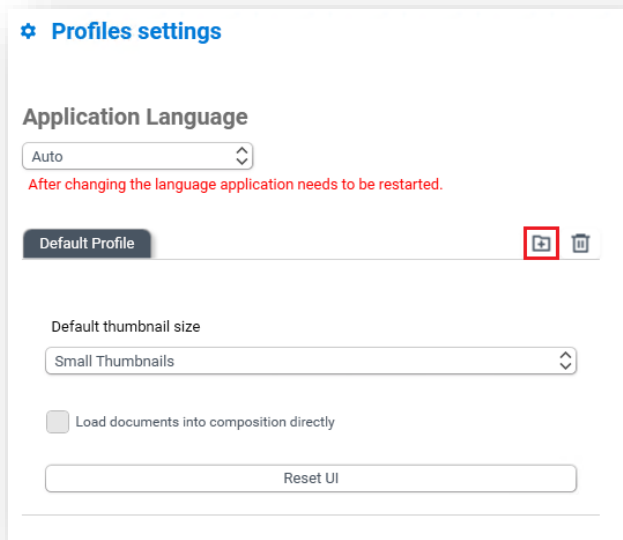 Profiles settings
Application Language
Auto
After changing the language application needs to be restarted.
Default Profile
Default thumbnail size
Small Thumbnails
Load documents into composition directly
Reset UI